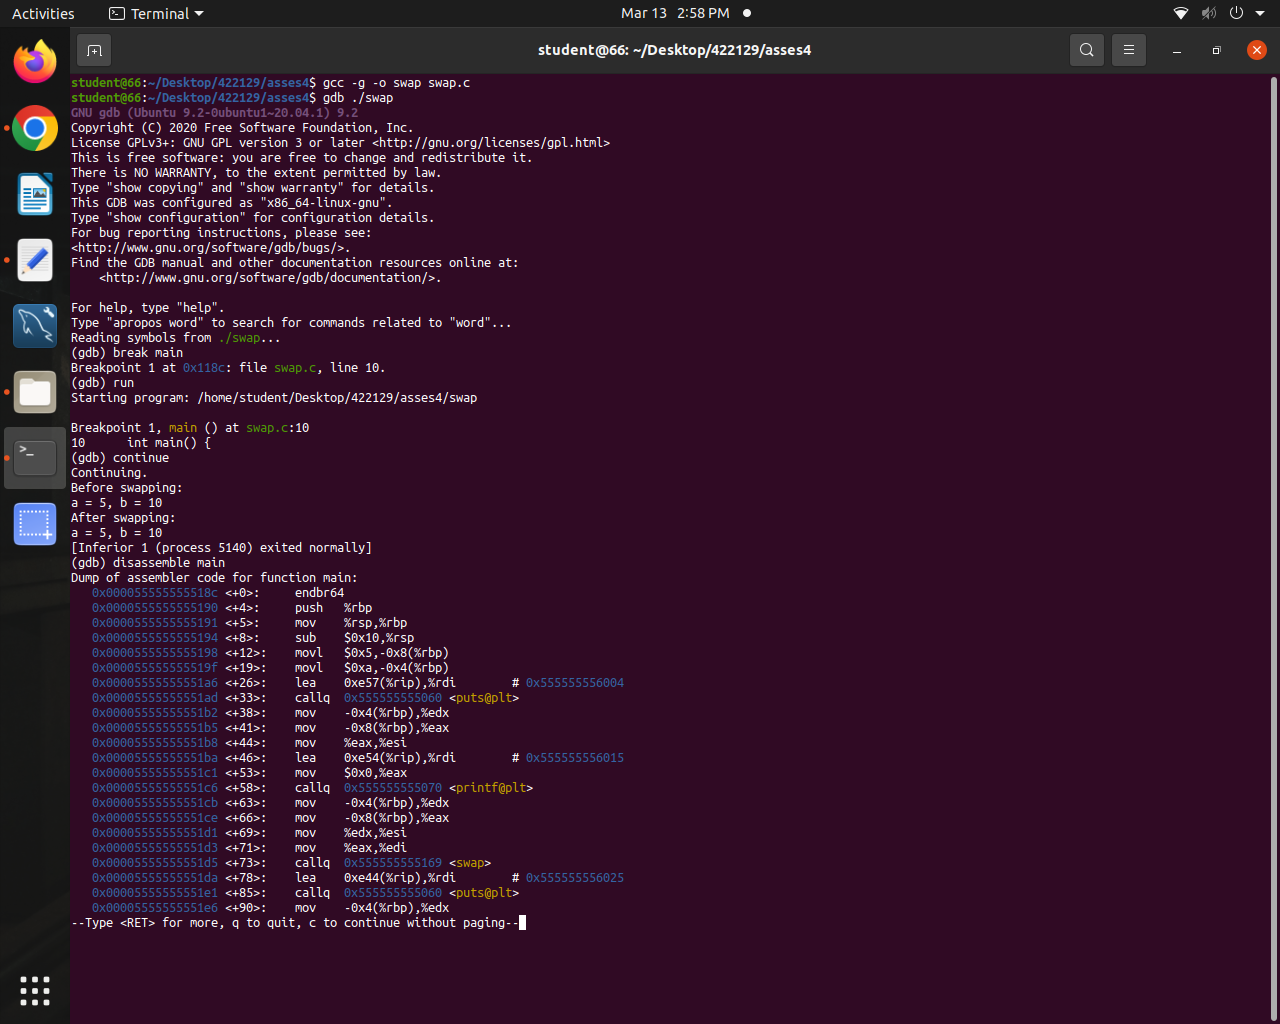 Activities
Terminal
Mar 13 2:58 PM
student@66: ~/Desktop/422129/asses4
student@66:~/Desktop/422129/asses4$ gcc -g -o swap swap.c
student@66:~/Desktop/422129/asses4$ gdb ./swap
GNU gdb (Ubuntu 9.2-0ubuntu1~20.04.1) 9.2
Copyright (C) 2020 Free Software Foundation, Inc.
License GPLv3+: GNU GPL version 3 or later <http://gnu.org/licenses/gpl.html>
This is free software: you are free to change and redistribute it.
There is NO WARRANTY, to the extent permitted by law.
Type "show copying" and "show warranty" for details.
This GDB was configured as "x86_64-linux-gnu".
Type "show configuration" for configuration details.
For bug reporting instructions, please see:
<http://www.gnu.org/software/gdb/bugs/>.
Find the GDB manual and other documentation resources online at:
    <http://www.gnu.org/software/gdb/documentation/>.
For help, type "help".
Type "apropos word" to search for commands related to "word"...
Reading symbols from ./swap...
(gdb) break main
Breakpoint 1 at 0x118c: file swap.c, line 10.
(gdb) run
Starting program: /home/student/Desktop/422129/asses4/swap
Breakpoint 1, main () at swap.c:10
10      int main() {
(gdb) continue
Continuing.
Before swapping:
a = 5, b = 10
After swapping:
a = 5, b = 10
[Inferior 1 (process 5140) exited normally]
(gdb) disassemble main
Dump of assembler code for function main:
   0x000055555555518c <+0>:     endbr64
   0x0000555555555190 <+4>:     push   %rbp
   0x0000555555555191 <+5>:     mov    %rsp,%rbp
   0x0000555555555194 <+8>:     sub    $0x10,%rsp
   0x0000555555555198 <+12>:    movl   $0x5,-0x8(%rbp)
   0x000055555555519f <+19>:    movl   $0xa,-0x4(%rbp)
   0x00005555555551a6 <+26>:    lea    0xe57(%rip),%rdi        # 0x555555556004
   0x00005555555551ad <+33>:    callq  0x555555555060 <puts@plt>
   0x00005555555551b2 <+38>:    mov    -0x4(%rbp),%edx
   0x00005555555551b5 <+41>:    mov    -0x8(%rbp),%eax
   0x00005555555551b8 <+44>:    mov    %eax,%esi
   0x00005555555551ba <+46>:    lea    0xe54(%rip),%rdi        # 0x555555556015
   0x00005555555551c1 <+53>:    mov    $0x0,%eax
   0x00005555555551c6 <+58>:    callq  0x555555555070 <printf@plt>
   0x00005555555551cb <+63>:    mov    -0x4(%rbp),%edx
   0x00005555555551ce <+66>:    mov    -0x8(%rbp),%eax
   0x00005555555551d1 <+69>:    mov    %edx,%esi
   0x00005555555551d3 <+71>:    mov    %eax,%edi
   0x00005555555551d5 <+73>:    callq  0x555555555169 <swap>
   0x00005555555551da <+78>:    lea    0xe44(%rip),%rdi        # 0x555555556025
   0x00005555555551e1 <+85>:    callq  0x555555555060 <puts@plt>
   0x00005555555551e6 <+90>:    mov    -0x4(%rbp),%edx
--Type <RET> for more, q to quit, c to continue without paging--